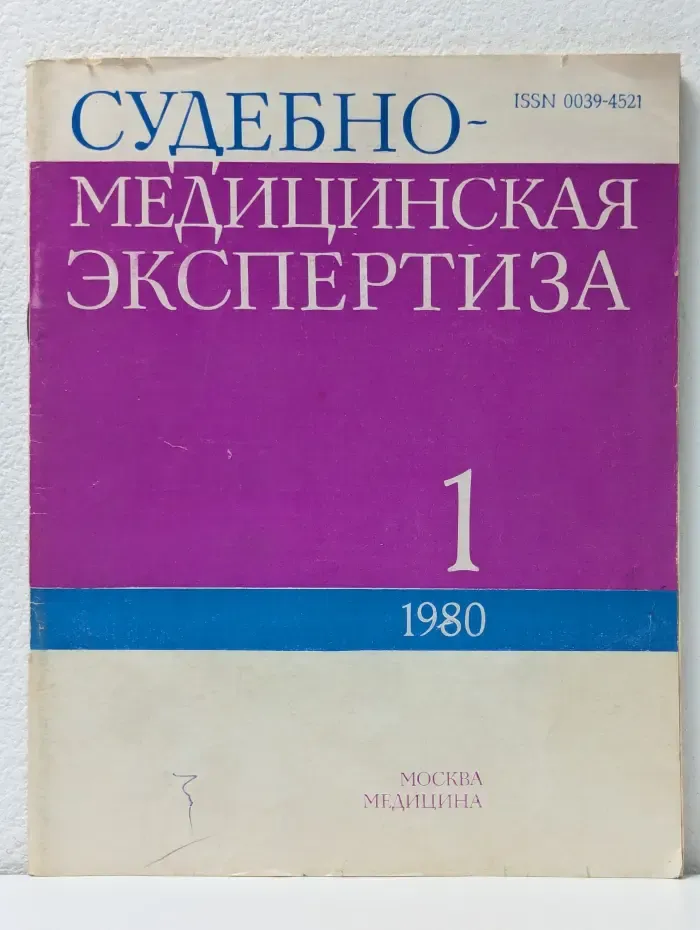 СУДЕБНО-
ISSN 0039-4521
МЕДИЦИНСКАЯ
ЭКСПЕРТИЗА
1
1980
МОСКВА
МЕДИЦИНА